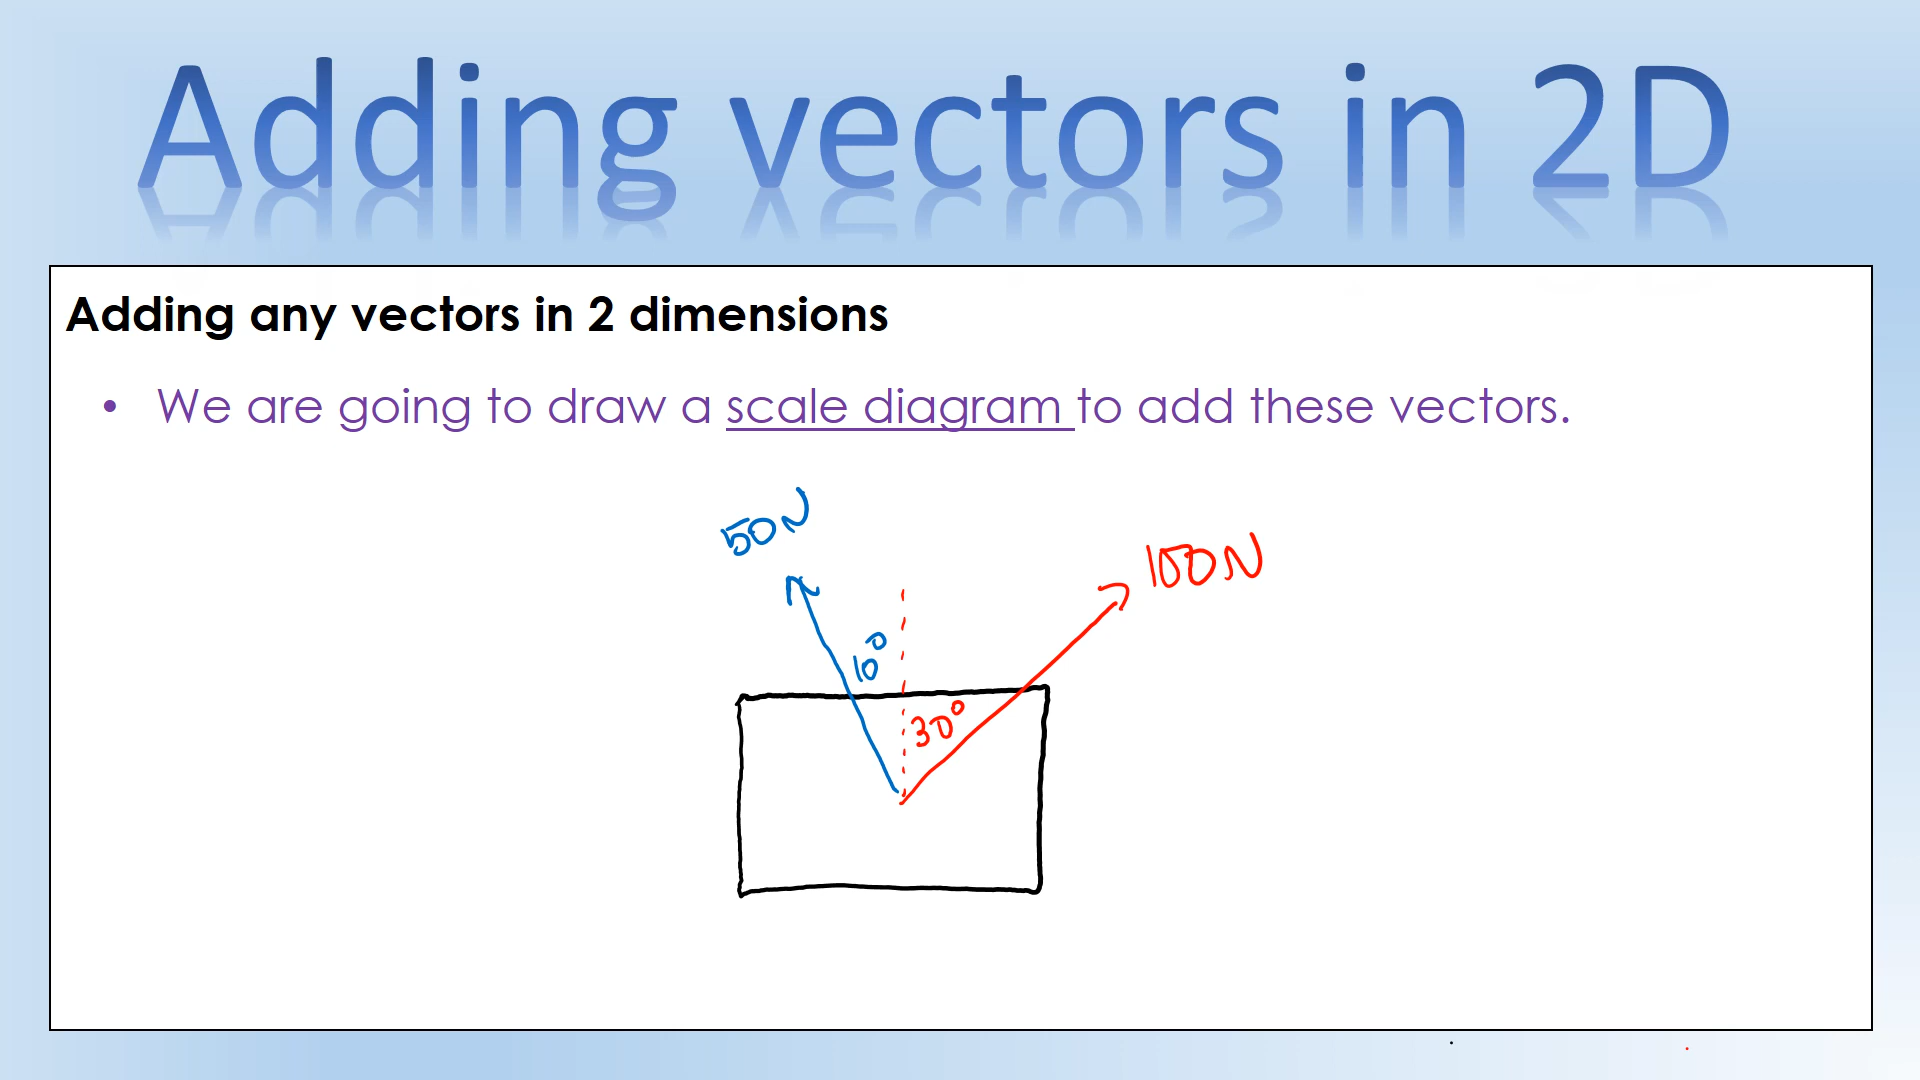 Adding vectors in 2D
Adding any vectors in 2 dimensions
• We are going to draw a scale diagram to add these vectors.
50N
100N
10°
30°